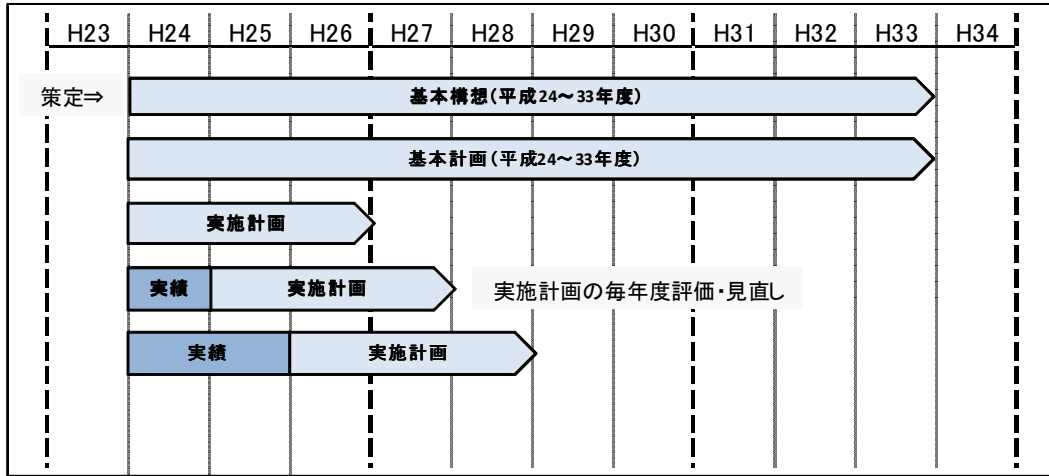 H23 H24 H25 H26 H27 H28 H29 H30 H31 H32 H33 H34
策定⇒ 基本構想(平成24～33年度)
基本計画(平成24～33年度)
実施計画
実績 実施計画 実施計画の毎年度評価・見直し
実績 実施計画